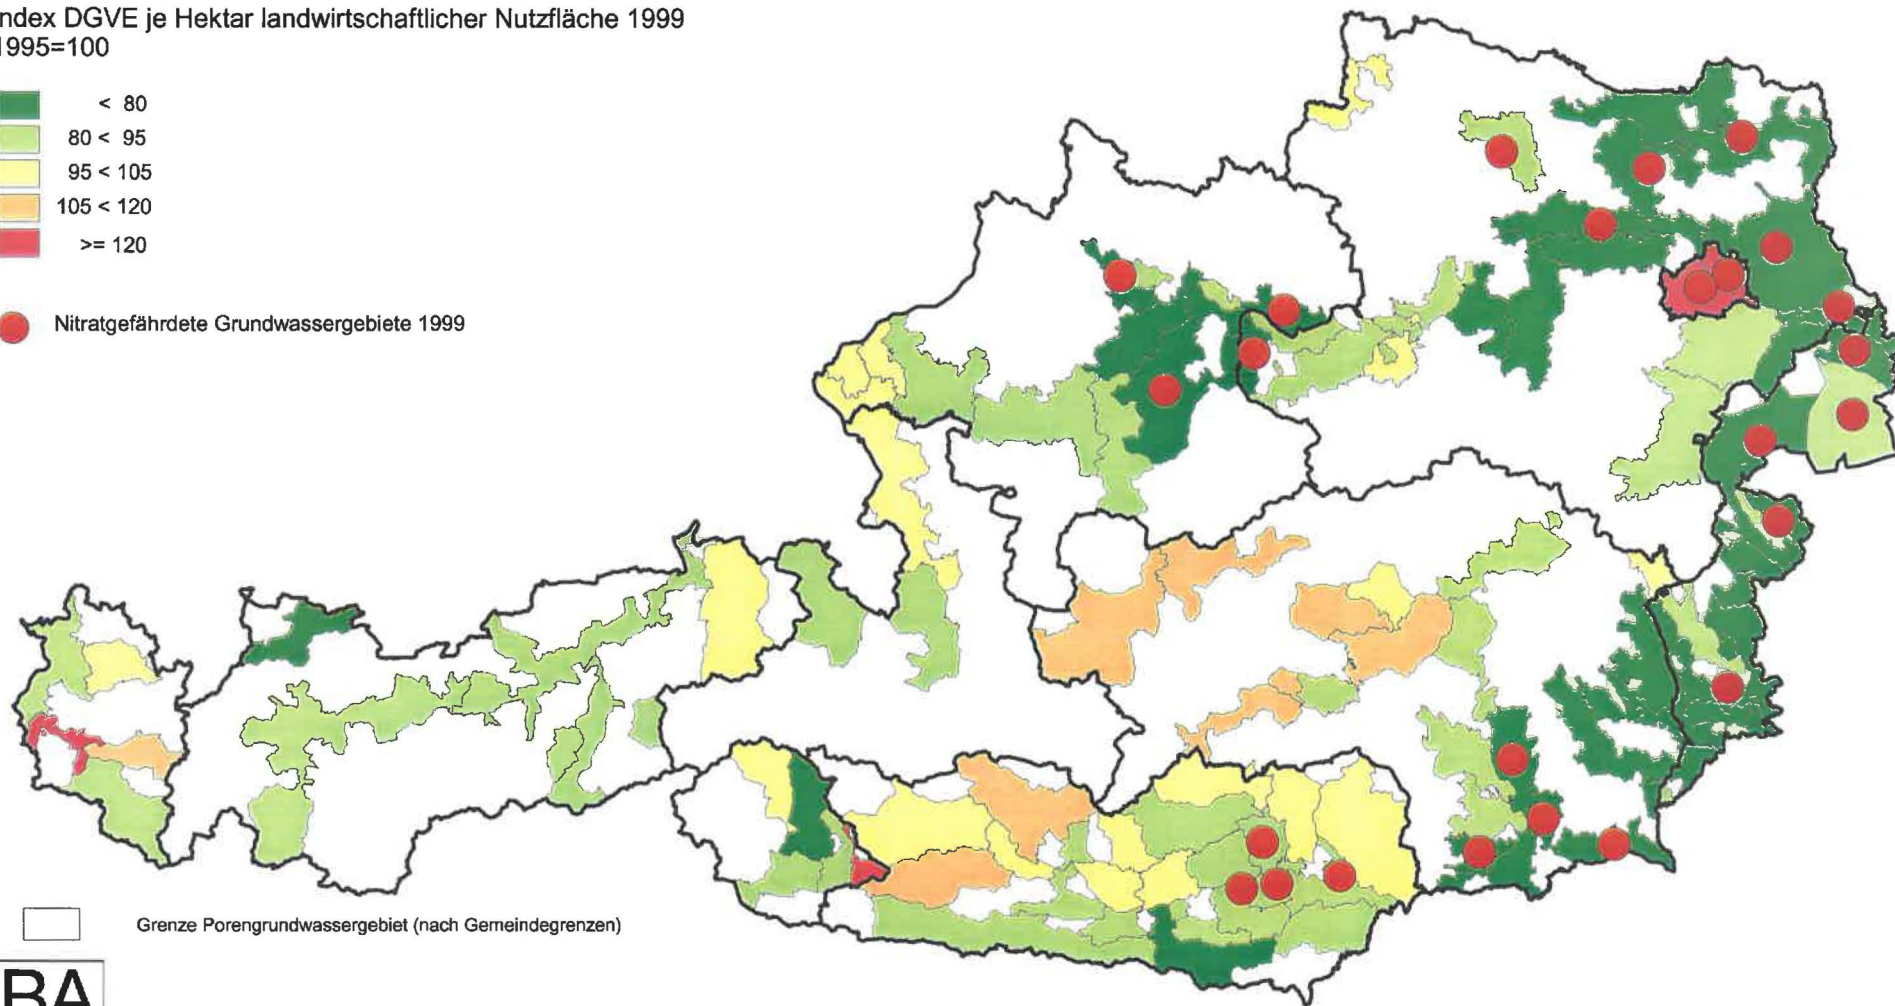 ndex DGVE je Hektar landwirtschaftlicher Nutzfläche 1999
1995=100
< 80
80 < 95
95 < 105
105 < 120
>= 120
Nitratgefährdete Grundwassergebiete 1999
Grenze Porengrundwassergebiet (nach Gemeindegrenzen)
BA